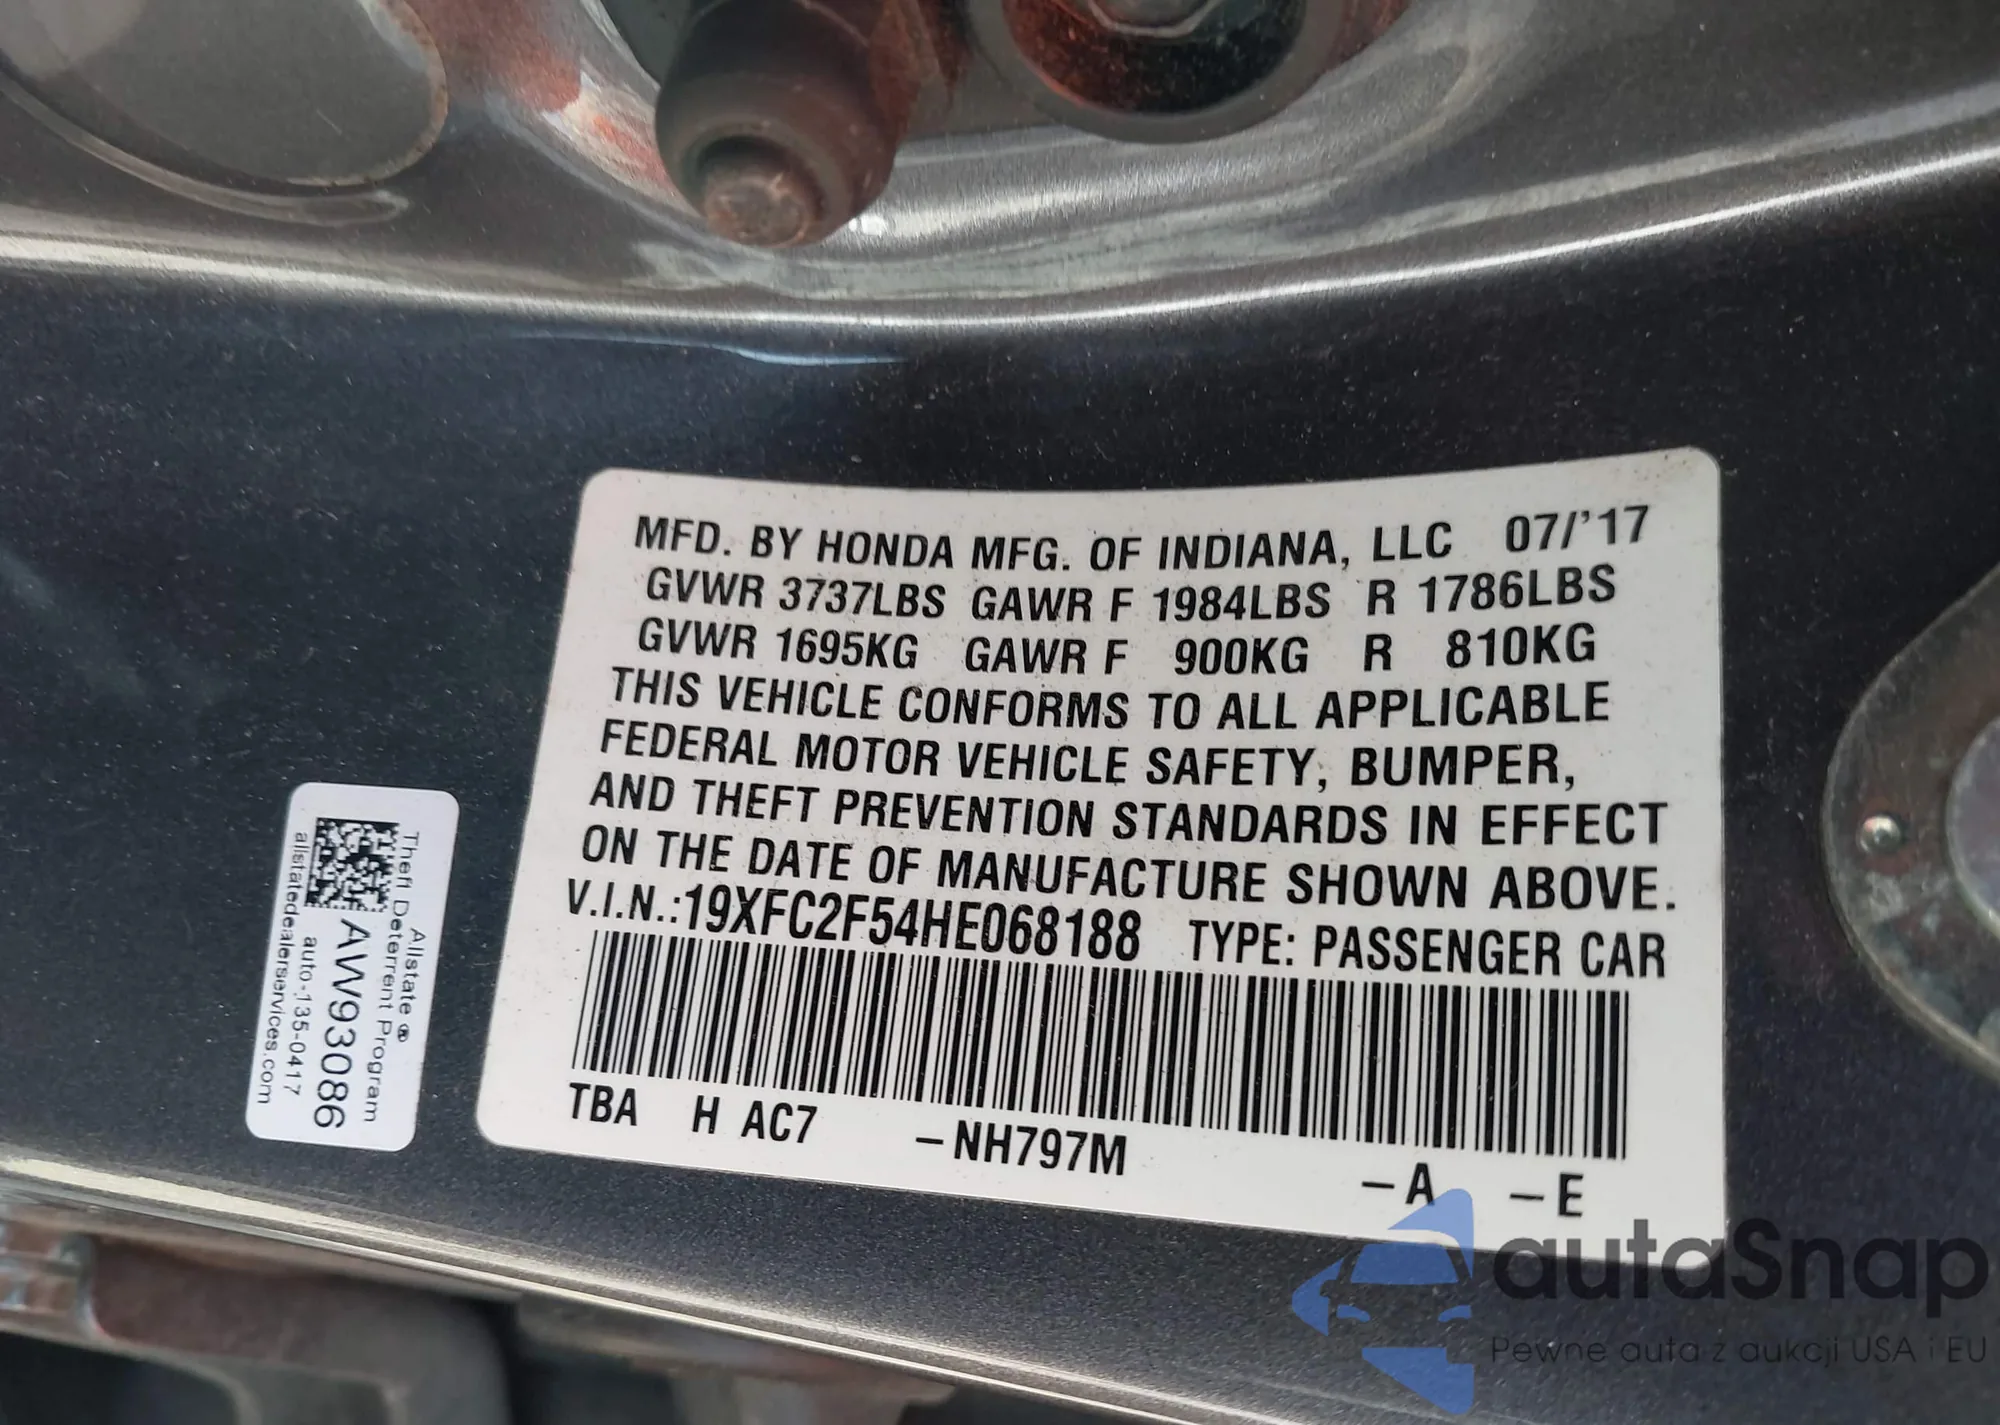 MFD. BY HONDA MFG. OF INDIANA, LLC 07/'17
GVWR 3737LBS GAWR F 1984LBS R 1786LBS
GVWR 1695KG GAWR F 900KG R 810KG
THIS VEHICLE CONFORMS TO ALL APPLICABLE
FEDERAL MOTOR VEHICLE SAFETY, BUMPER,
AND THEFT PREVENTION STANDARDS IN EFFECT
ON THE DATE OF MANUFACTURE SHOWN ABOVE.
V.I.N.:19XFC2F54HE068188 TYPE: PASSENGER CAR
TBA H AC7 –NH797M –A –E
Allstate®
Theft Deterrent Program
AW93086
auto-135-0417
allstatedealerservices.com
autaSnap
Pewne auta z aukcji USA i EU